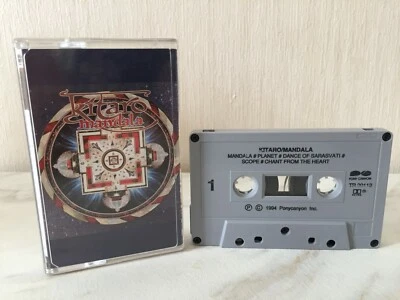 Kitaro
mandala
KITARO/MANDALA
MANDALA # PLANET # DANCE OF SARASVATI #
SCOPE # CHANT FROM THE HEART
1
© 1994 Ponycanyon Inc.